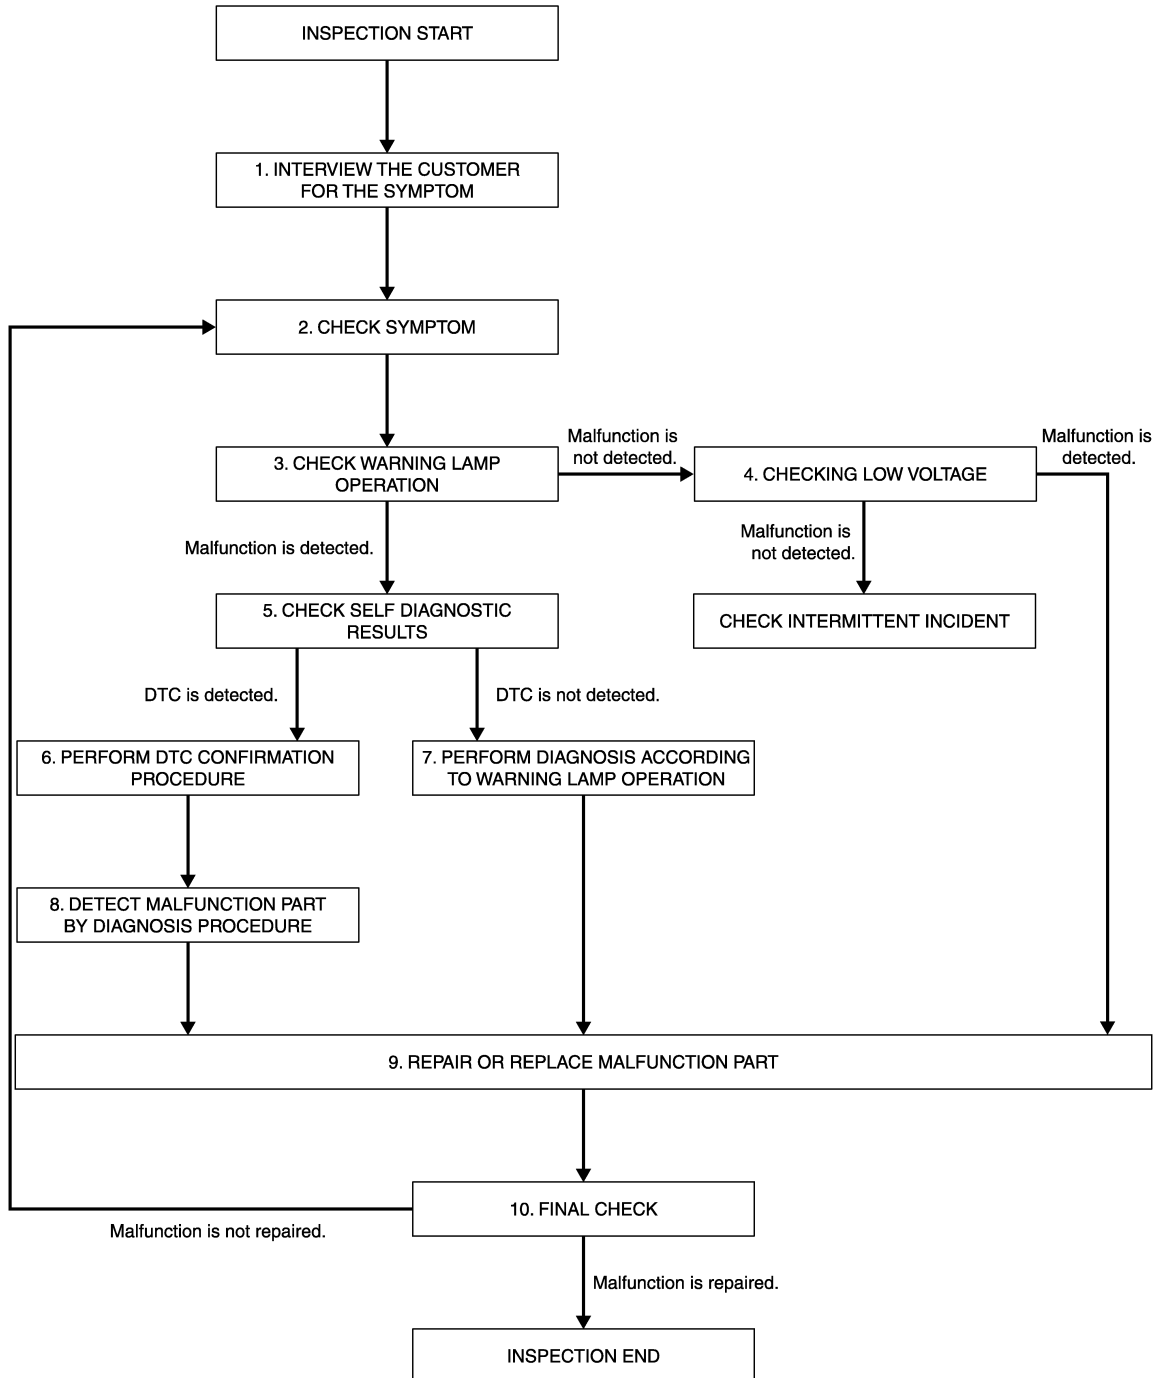 INSPECTION START
1. INTERVIEW THE CUSTOMER
FOR THE SYMPTOM
2. CHECK SYMPTOM
3. CHECK WARNING LAMP
OPERATION
Malfunction is
not detected.
4. CHECKING LOW VOLTAGE
Malfunction is
detected.
Malfunction is detected.
Malfunction is
not detected.
5. CHECK SELF DIAGNOSTIC
RESULTS
CHECK INTERMITTENT INCIDENT
DTC is detected.
DTC is not detected.
6. PERFORM DTC CONFIRMATION
PROCEDURE
7. PERFORM DIAGNOSIS ACCORDING
TO WARNING LAMP OPERATION
8. DETECT MALFUNCTION PART
BY DIAGNOSIS PROCEDURE
9. REPAIR OR REPLACE MALFUNCTION PART
10. FINAL CHECK
Malfunction is not repaired.
Malfunction is repaired.
INSPECTION END